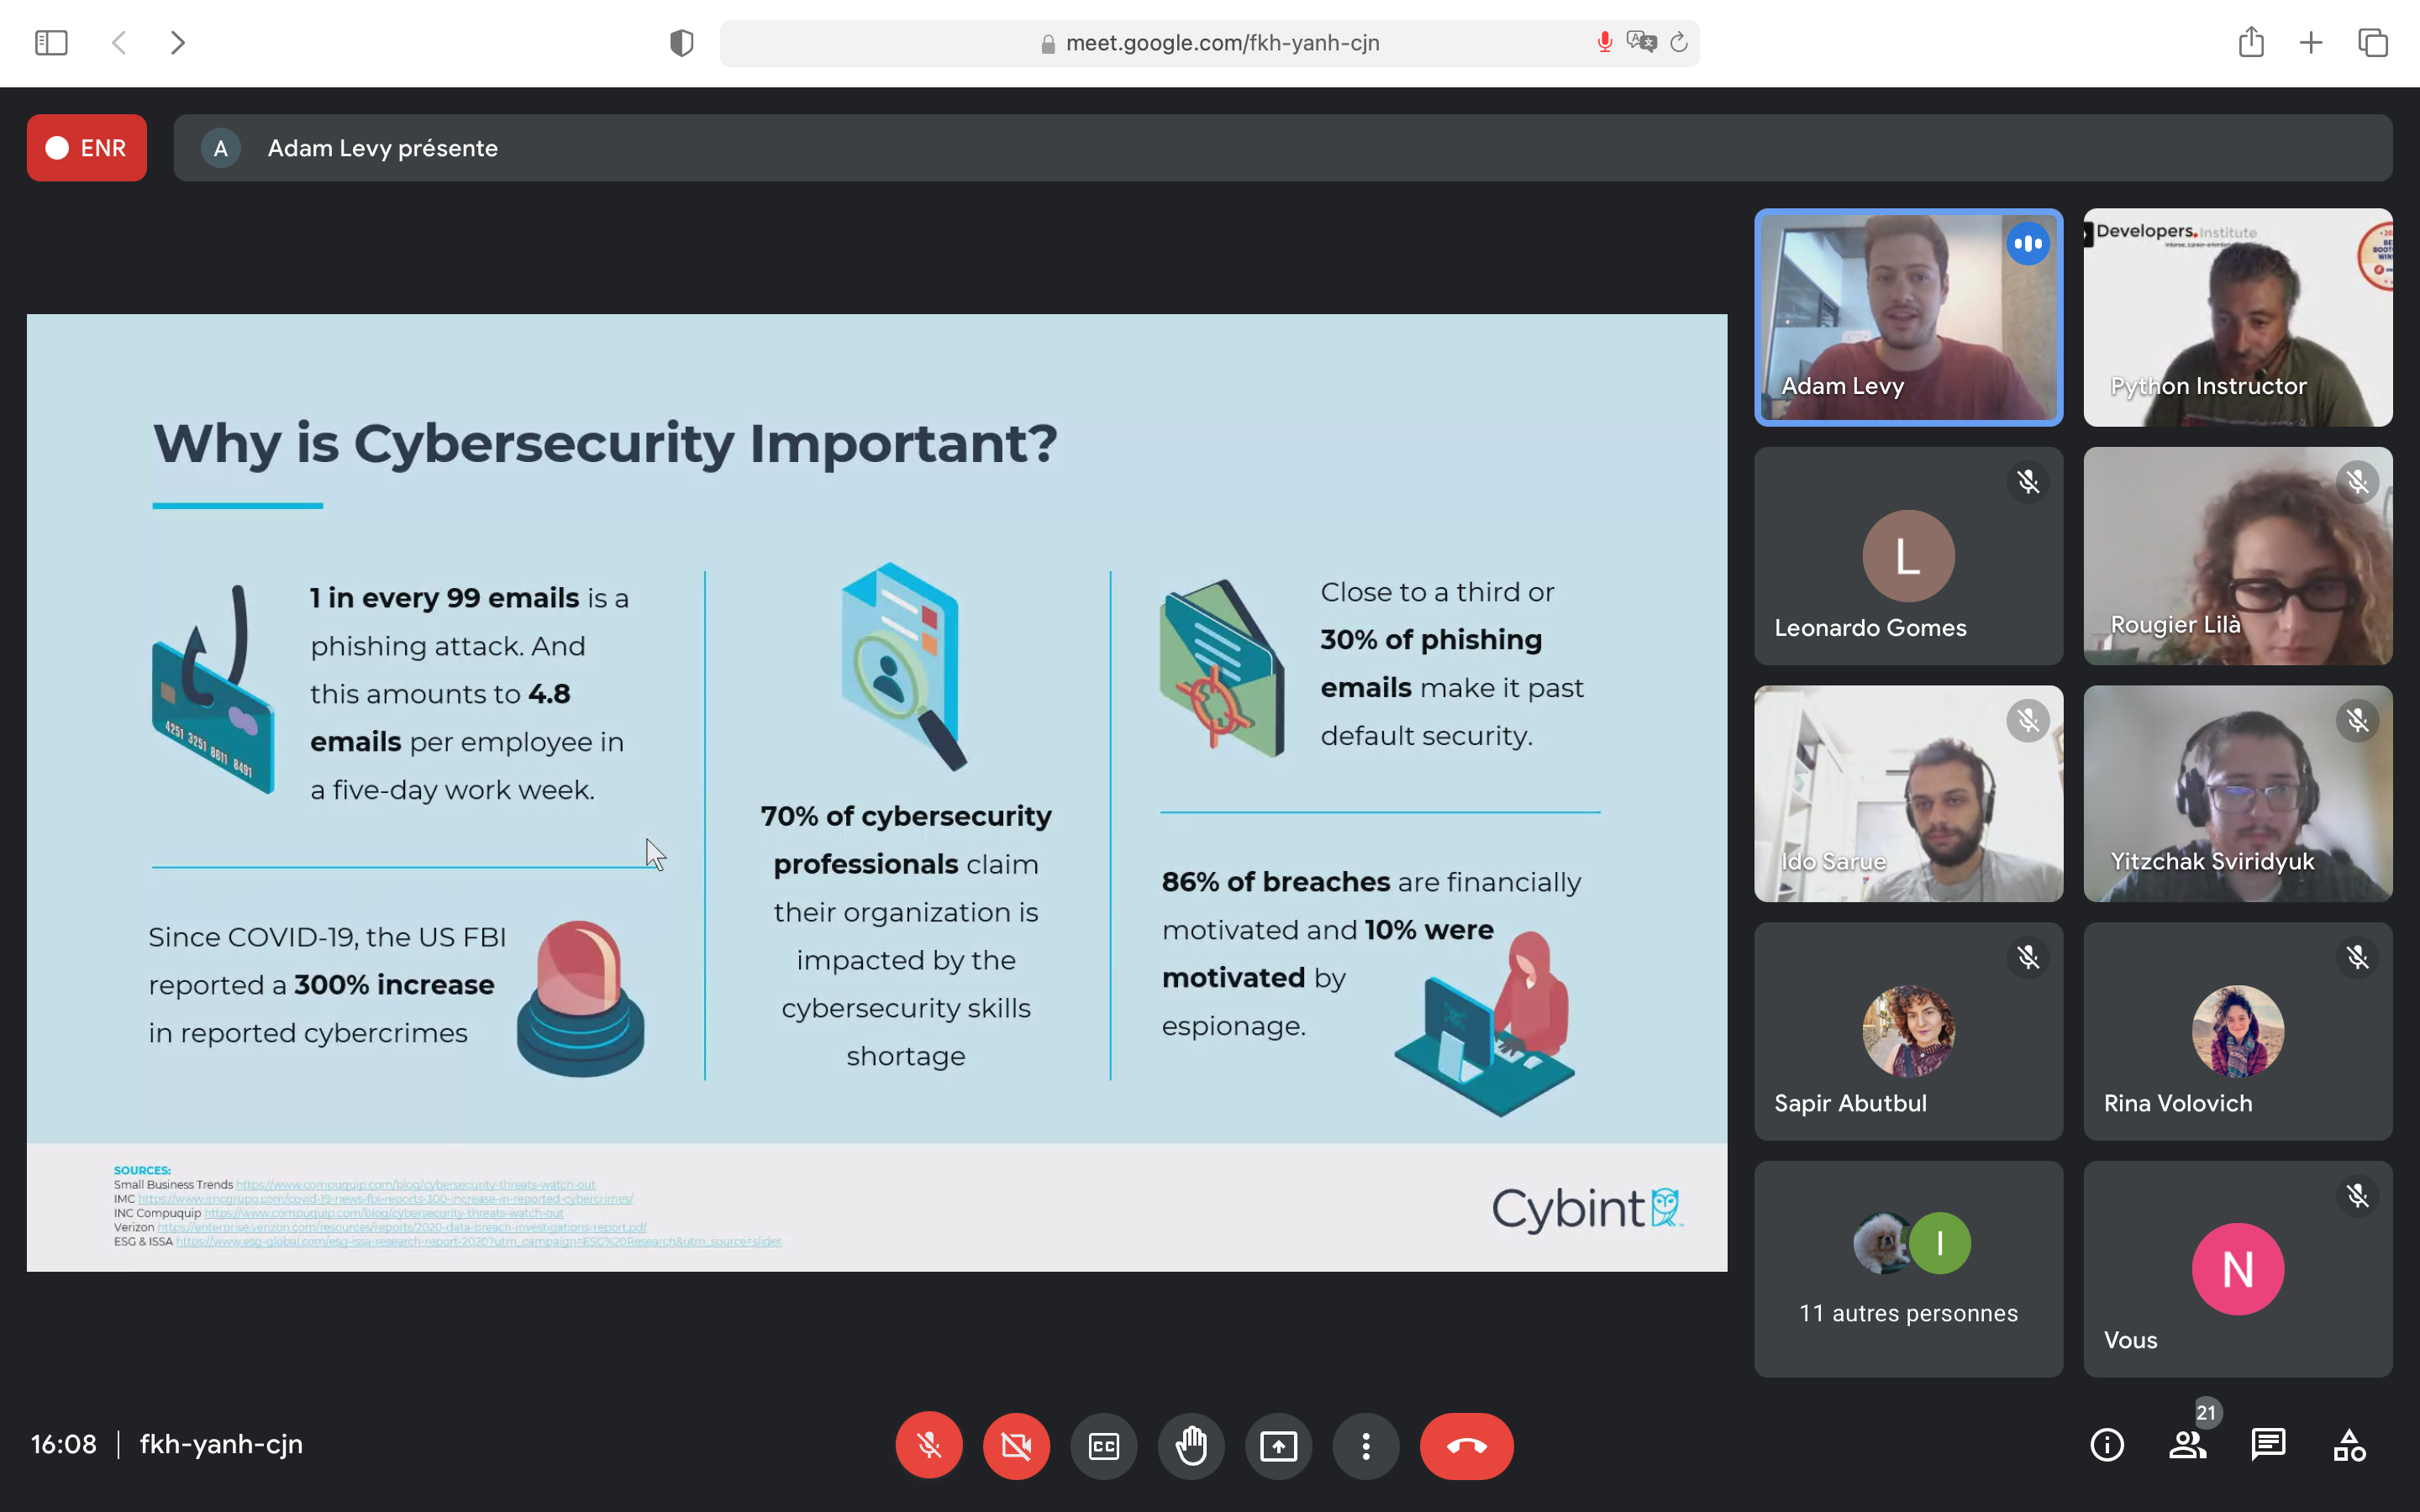 meet.google.com/fkh-yanh-cjn
ENR
A
Adam Levy présente
Why is Cybersecurity Important?
1 in every 99 emails is a
phishing attack. And
this amounts to 4.8
emails per employee in
a five-day work week.
4251 3251 8611 8491
Since COVID-19, the US FBI
reported a 300% increase
in reported cybercrimes
70% of cybersecurity
professionals claim
their organization is
impacted by the
cybersecurity skills
shortage
Close to a third or
30% of phishing
emails make it past
default security.
86% of breaches are financially
motivated and 10% were
motivated by
espionage.
SOURCES:
Small Business Trends https://www.compuquip.com/blog/cybersecurity-threats-watch-out
IMC https://www.imcgrupo.com/covid-19-news-fbi-reports-300-increase-in-reported-cybercrimes/
INC Compuquip https://www.compuquip.com/blog/cybersecurity-threats-watch-out
Verizon https://enterprise.verizon.com/resources/reports/2020-data-breach-investigations-report.pdf
ESG & ISSA https://www.esg-global.com/esg-issa-research-report-2020?utm_campaign=ESG%20Research&utm_source=slider
Cybint
Adam Levy
Developers.Institute
Python Instructor
L
Leonardo Gomes
Rougier Lilà
Ido Sarue
Yitzchak Sviridyuk
Sapir Abutbul
Rina Volovich
I
11 autres personnes
N
Vous
16:08
fkh-yanh-cjn
CC
21